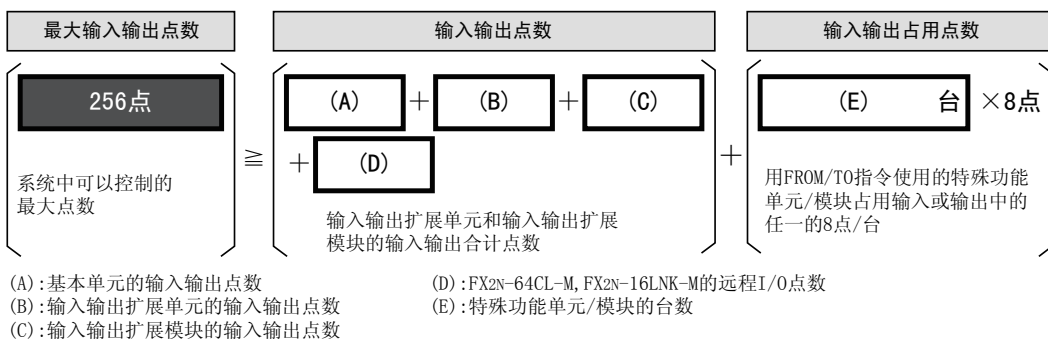 最大输入输出点数
输入输出点数
输入输出占用点数
256点
(A) + (B) + (C)
(E) 台 ×8点
≧ + (D) +
系统中可以控制的
最大点数
输入输出扩展单元和输入输出扩展
模块的输入输出合计点数
用FROM/TO指令使用的特殊功能
单元/模块占用输入或输出中的
任一的8点/台
(A):基本单元的输入输出点数
(B):输入输出扩展单元的输入输出点数
(C):输入输出扩展模块的输入输出点数
(D):FX2N-64CL-M,FX2N-16LNK-M的远程I/O点数
(E):特殊功能单元/模块的台数